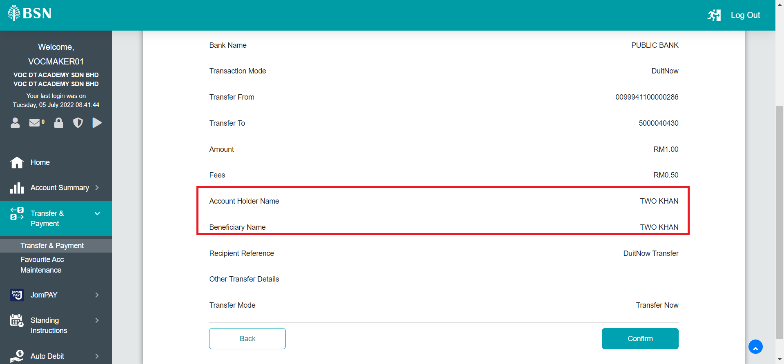 BSN
Log Out
Welcome,
VOCMAKER01
VOC DT ACADEMY SDN BHD
VOC DT ACADEMY SDN BHD
Your last login was on
Tuesday, 05 July 2022 08.41.44
0
Home
Account Summary
Transfer &
Payment
Transfer & Payment
Favourite Acc
Maintenance
JomPAY
Standing
Instructions
Auto Debit
Bank Name PUBLIC BANK
Transaction Mode DuitNow
Transfer From 0099941100000286
Transfer To 5000040430
Amount RM1.00
Fees RM0.50
Account Holder Name TWO KHAN
Beneficiary Name TWO KHAN
Recipient Reference DuitNow Transfer
Other Transfer Details
Transfer Mode Transfer Now
Back Confirm